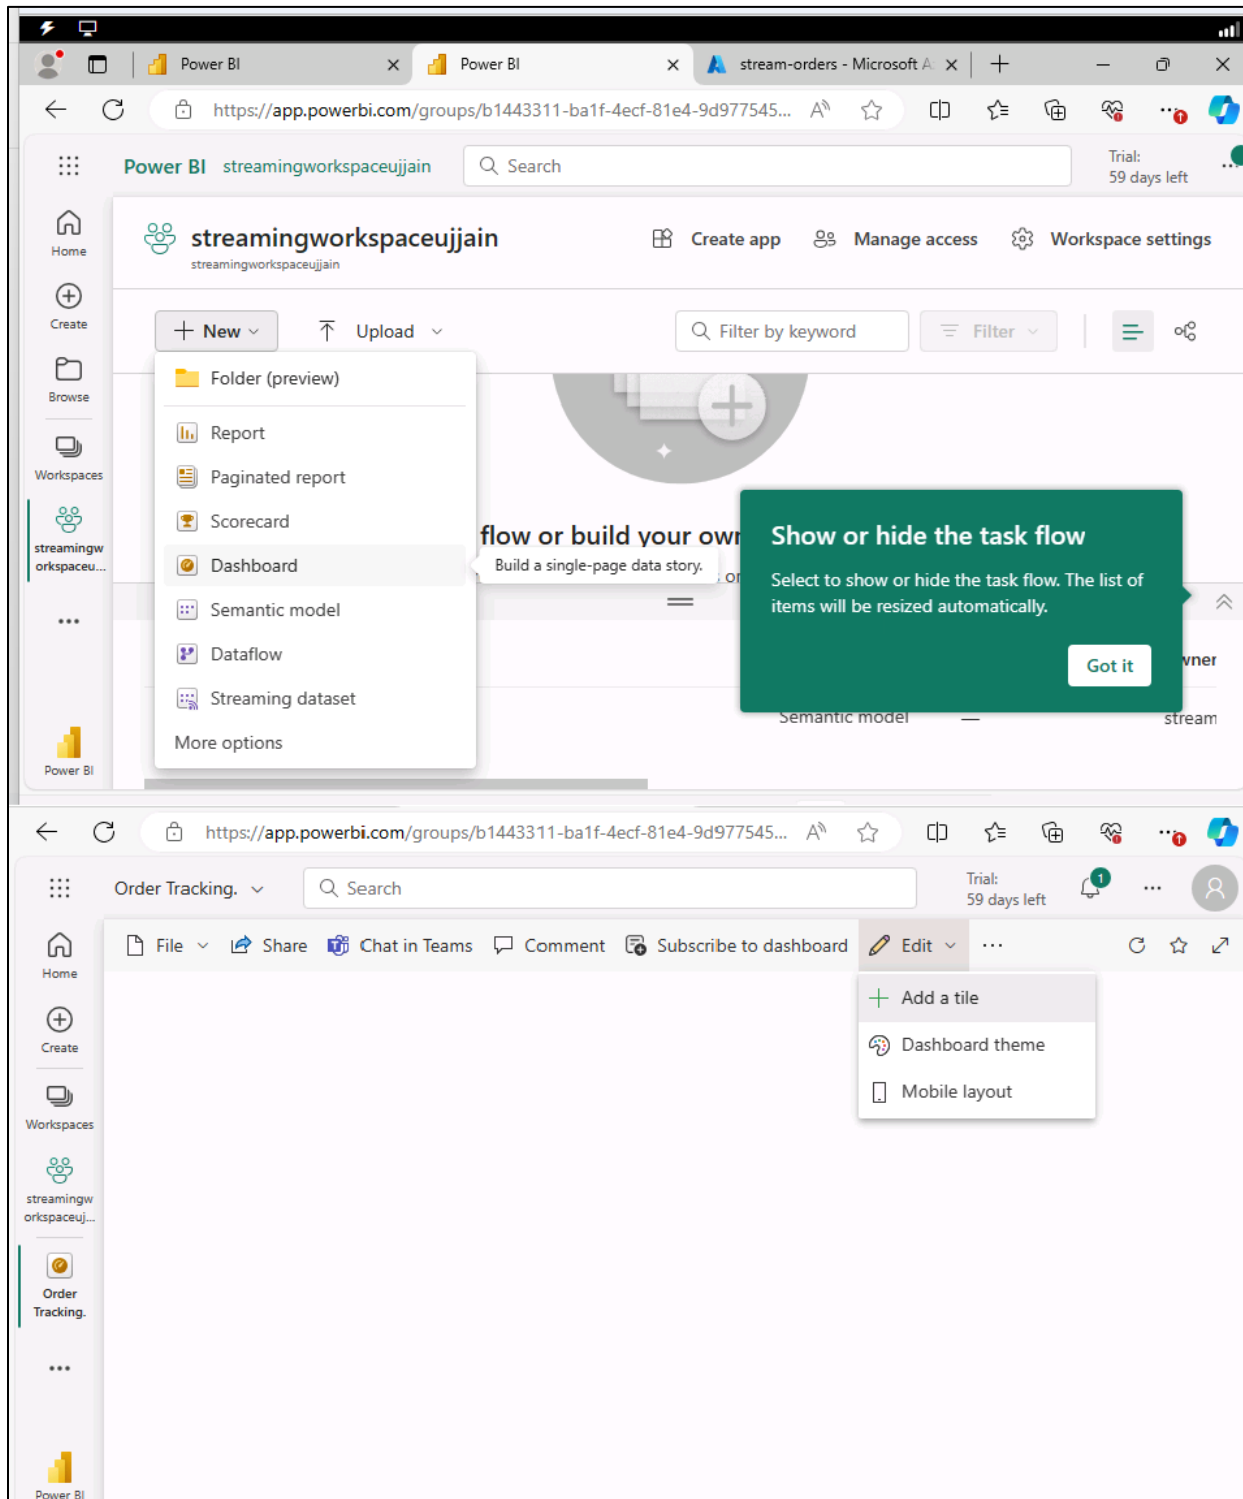 Power BI
Power BI
stream-orders - Microsoft A
https://app.powerbi.com/groups/b1443311-ba1f-4ecf-81e4-9d977545...
Power BI streamingworkspaceujjain
Search
Trial:
59 days left
Home
Create
Browse
Workspaces
streamingw
orkspaceu...
Power BI
streamingworkspaceujjain
streamingworkspaceujjain
Create app
Manage access
Workspace settings
New
Upload
Filter by keyword
Filter
Folder (preview)
Report
Paginated report
Scorecard
Dashboard
Semantic model
Dataflow
Streaming dataset
More options
Build a single-page data story.
flow or build your own
Show or hide the task flow
Select to show or hide the task flow. The list of
items will be resized automatically.
Got it
wner
Semantic model —
stream
https://app.powerbi.com/groups/b1443311-ba1f-4ecf-81e4-9d977545...
Order Tracking.
Search
Trial:
59 days left
1
Home
Create
Workspaces
streamingw
orkspaceuj...
Order
Tracking.
Power BI
File
Share
Chat in Teams
Comment
Subscribe to dashboard
Edit
Add a tile
Dashboard theme
Mobile layout